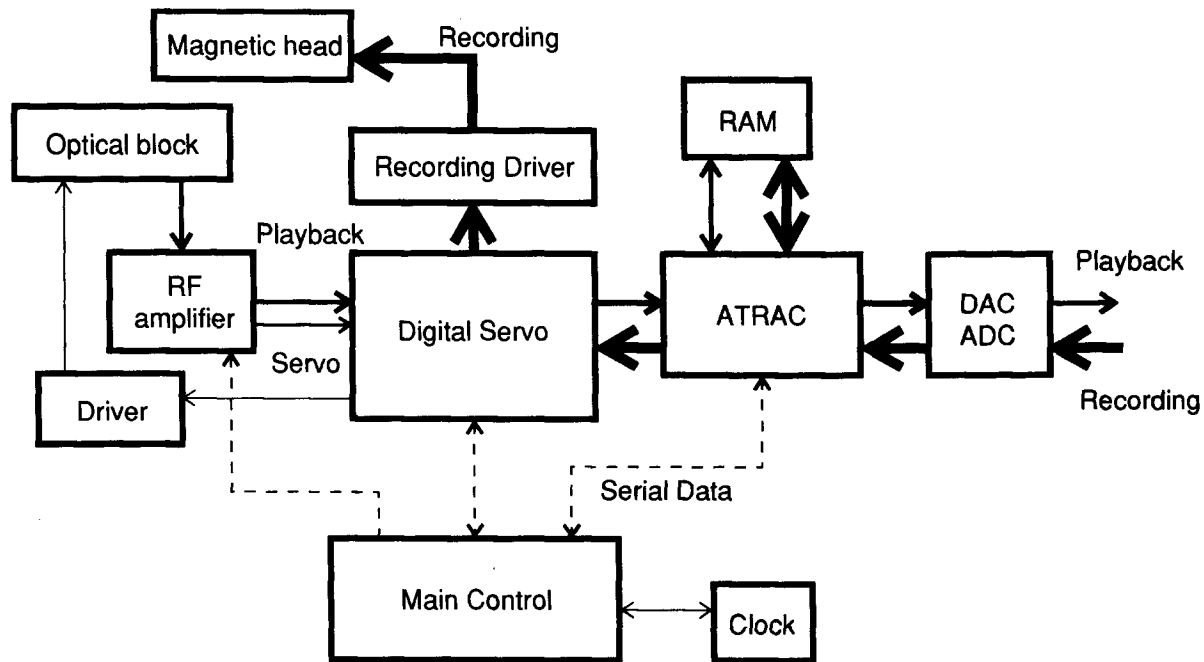 Magnetic head
Recording
Optical block
Recording Driver
RAM
RF
amplifier
Playback
Servo
Driver
Digital Servo
ATRAC
DAC
ADC
Playback
Recording
Serial Data
Main Control
Clock